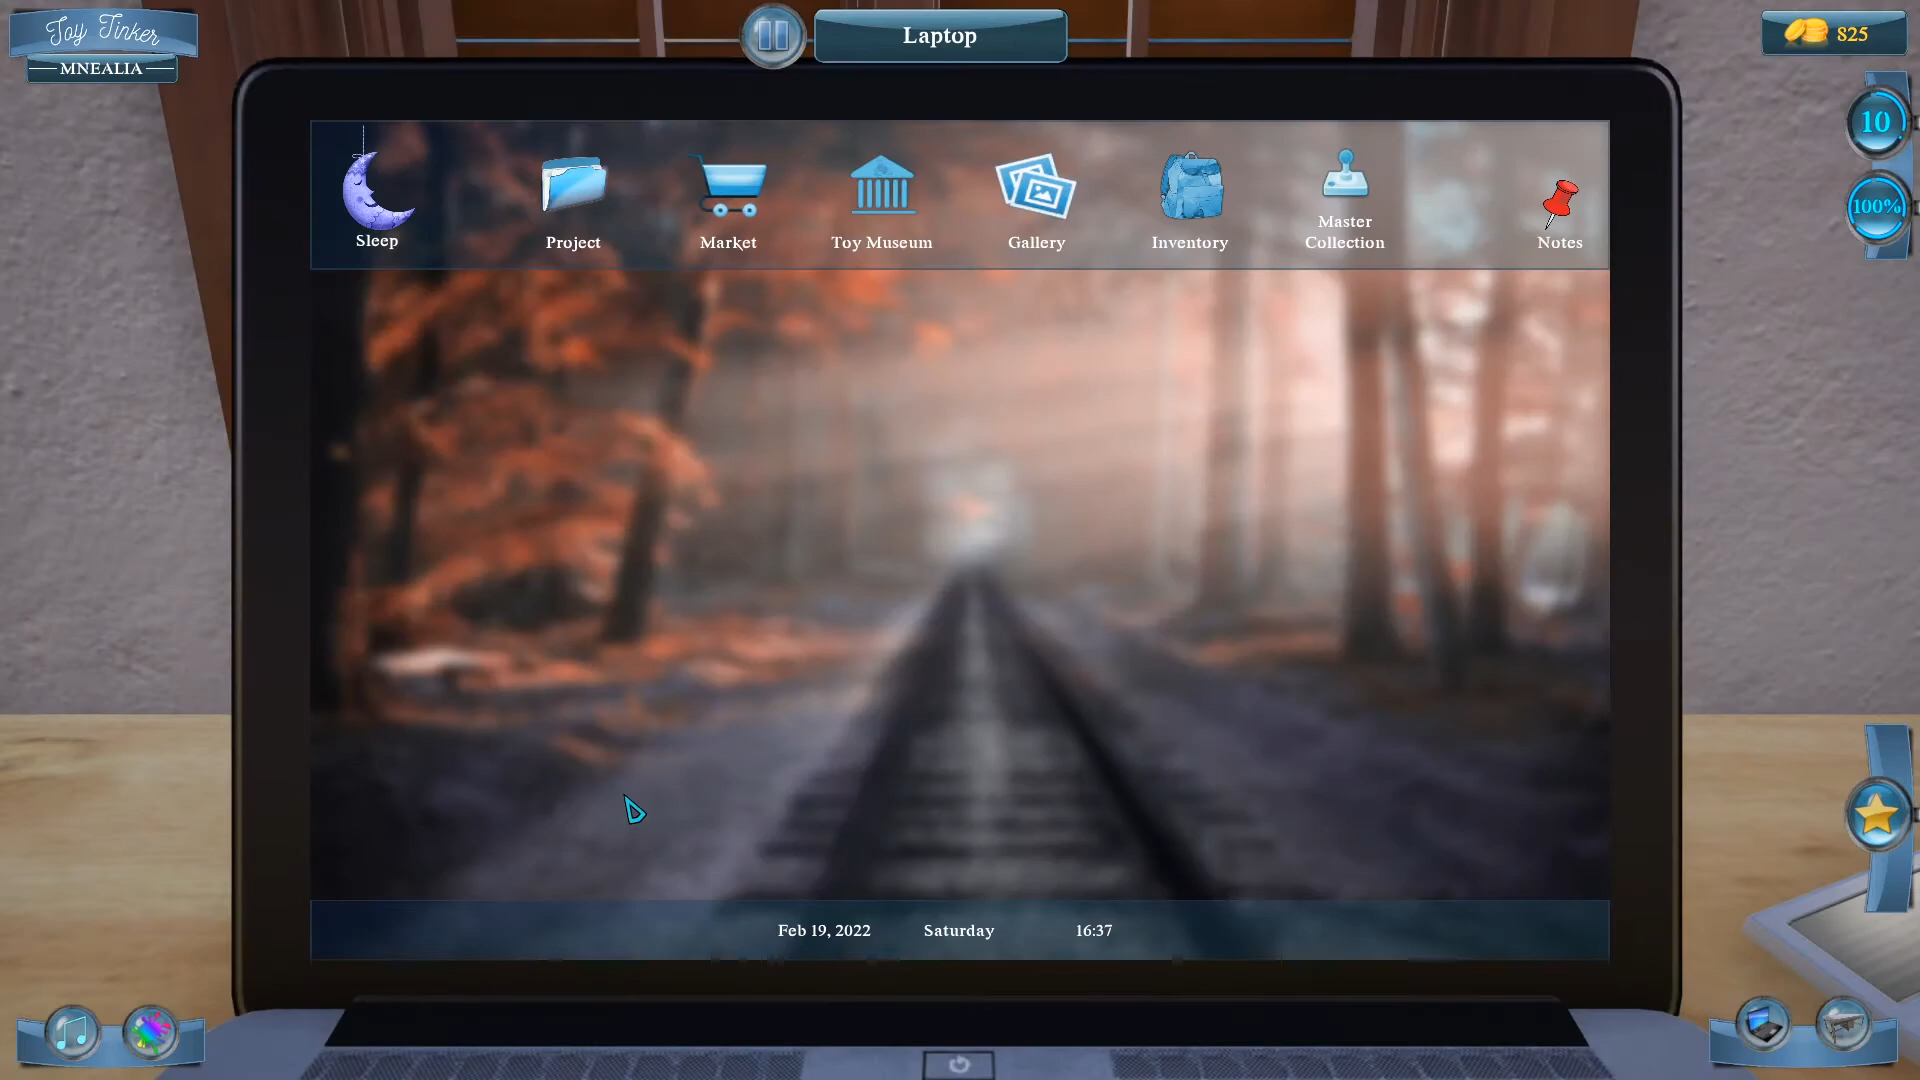 Toy Tinker
MNEALIA
Laptop
825
10
100%
Sleep
Project
Market
Toy Museum
Gallery
Inventory
Master
Collection
Notes
Feb 19, 2022 Saturday 16:37